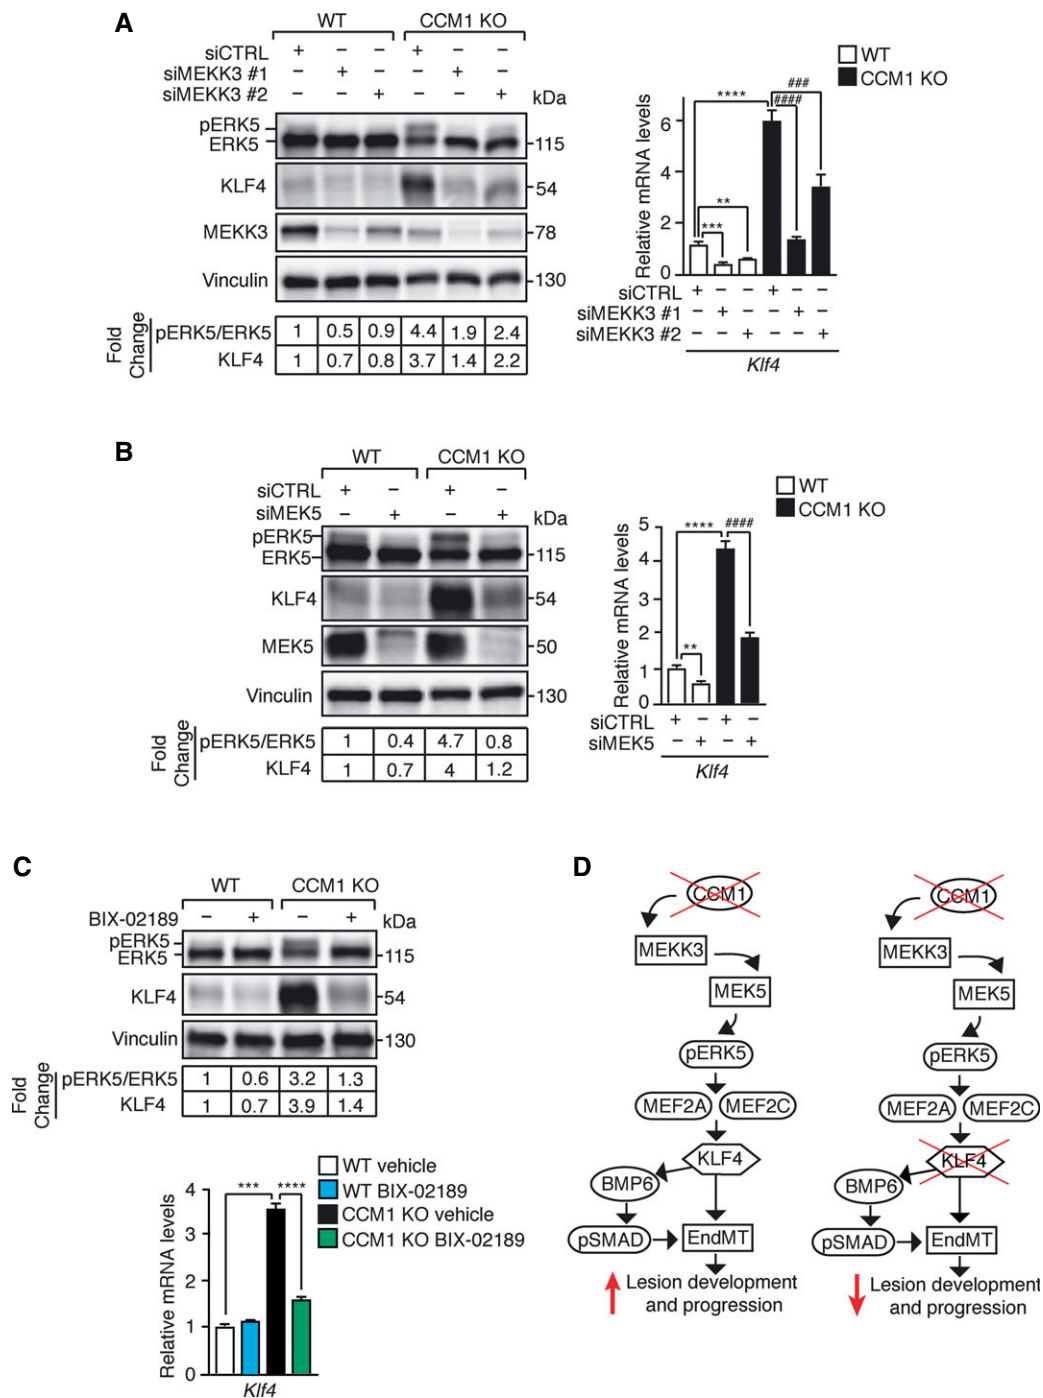 A
WT CCM1 KO
siCTRL + – – + – –
siMEKK3 #1 – + – – + –
siMEKK3 #2 – – + – – +
kDa
pERK5
ERK5
115
KLF4
54
MEKK3
78
Vinculin
130
Fold Change
pERK5/ERK5 1 0.5 0.9 4.4 1.9 2.4
KLF4 1 0.7 0.8 3.7 1.4 2.2
WT
CCM1 KO
Relative mRNA levels
6
4
2
0
**** ### ####
** ***
siCTRL + – – + – –
siMEKK3 #1 – + – – + –
siMEKK3 #2 – – + – – +
Klf4
B
WT CCM1 KO
siCTRL + – + –
siMEK5 – + – +
kDa
pERK5
ERK5
115
KLF4
54
MEK5
50
Vinculin
130
Fold Change
pERK5/ERK5 1 0.4 4.7 0.8
KLF4 1 0.7 4 1.2
WT
CCM1 KO
Relative mRNA levels
5
4
3
2
1
0
**** ####
**
siCTRL + – + –
siMEK5 – + – +
Klf4
C
WT CCM1 KO
BIX-02189 – + – +
kDa
pERK5
ERK5
115
KLF4
54
Vinculin
130
Fold Change
pERK5/ERK5 1 0.6 3.2 1.3
KLF4 1 0.7 3.9 1.4
WT vehicle
WT BIX-02189
CCM1 KO vehicle
CCM1 KO BIX-02189
Relative mRNA levels
4
3
2
1
0
*** ****
Klf4
D
CCM1
MEKK3
MEK5
pERK5
MEF2A MEF2C
KLF4
BMP6
pSMAD EndMT
Lesion development
and progression
CCM1
MEKK3
MEK5
pERK5
MEF2A MEF2C
KLF4
BMP6
pSMAD EndMT
Lesion development
and progression